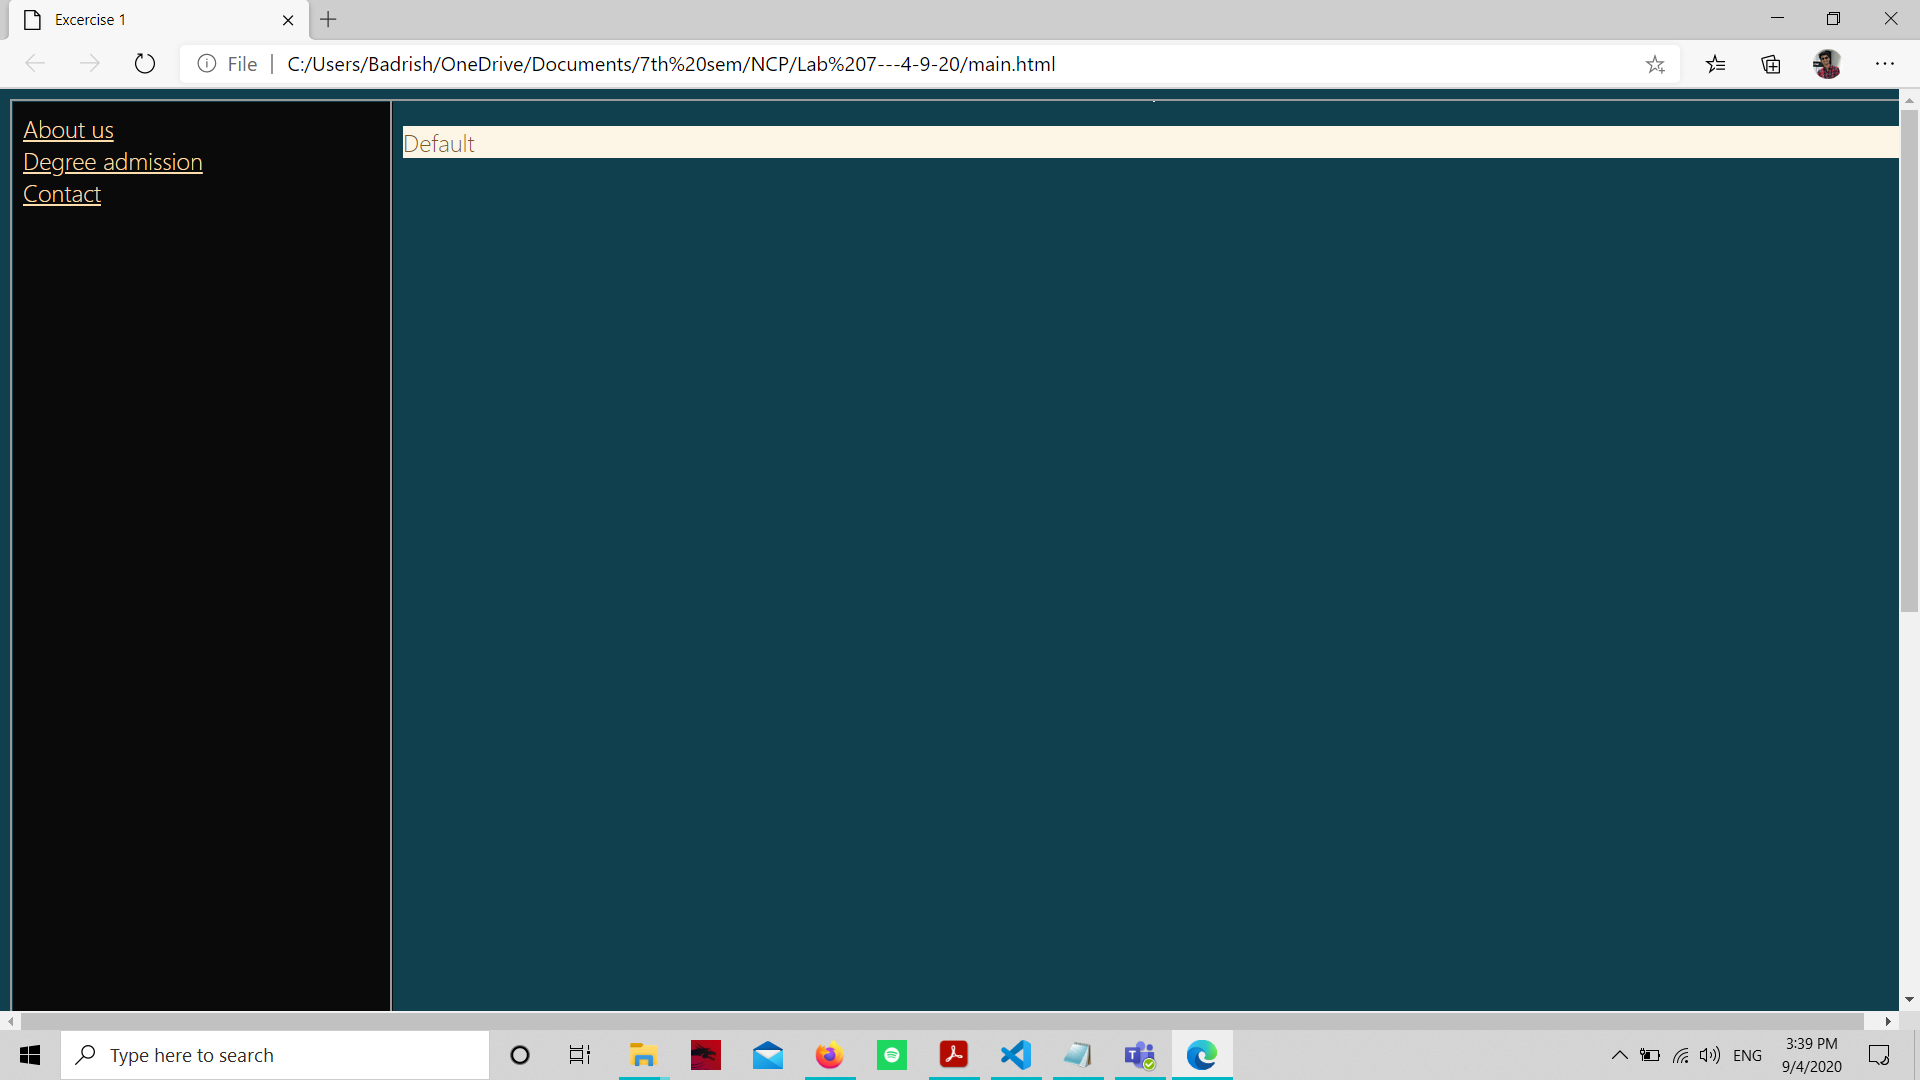 Excercise 1
File
C:/Users/Badrish/OneDrive/Documents/7th%20sem/NCP/Lab%207---4-9-20/main.html
About us
Degree admission
Contact
Default
Type here to search
ENG
3:39 PM
9/4/2020